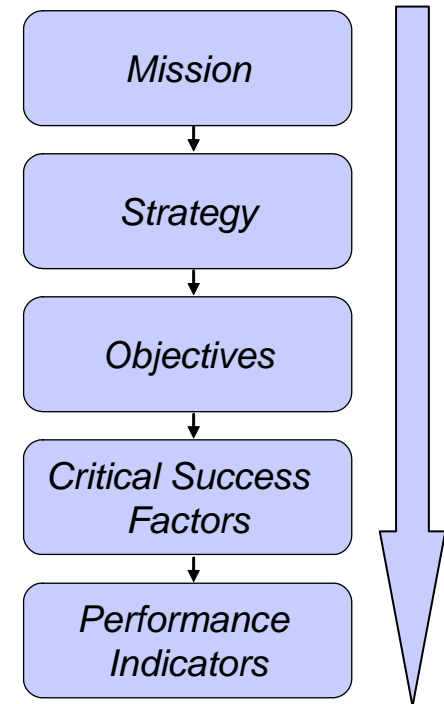 Mission
Strategy
Objectives
Critical Success
Factors
Performance
Indicators